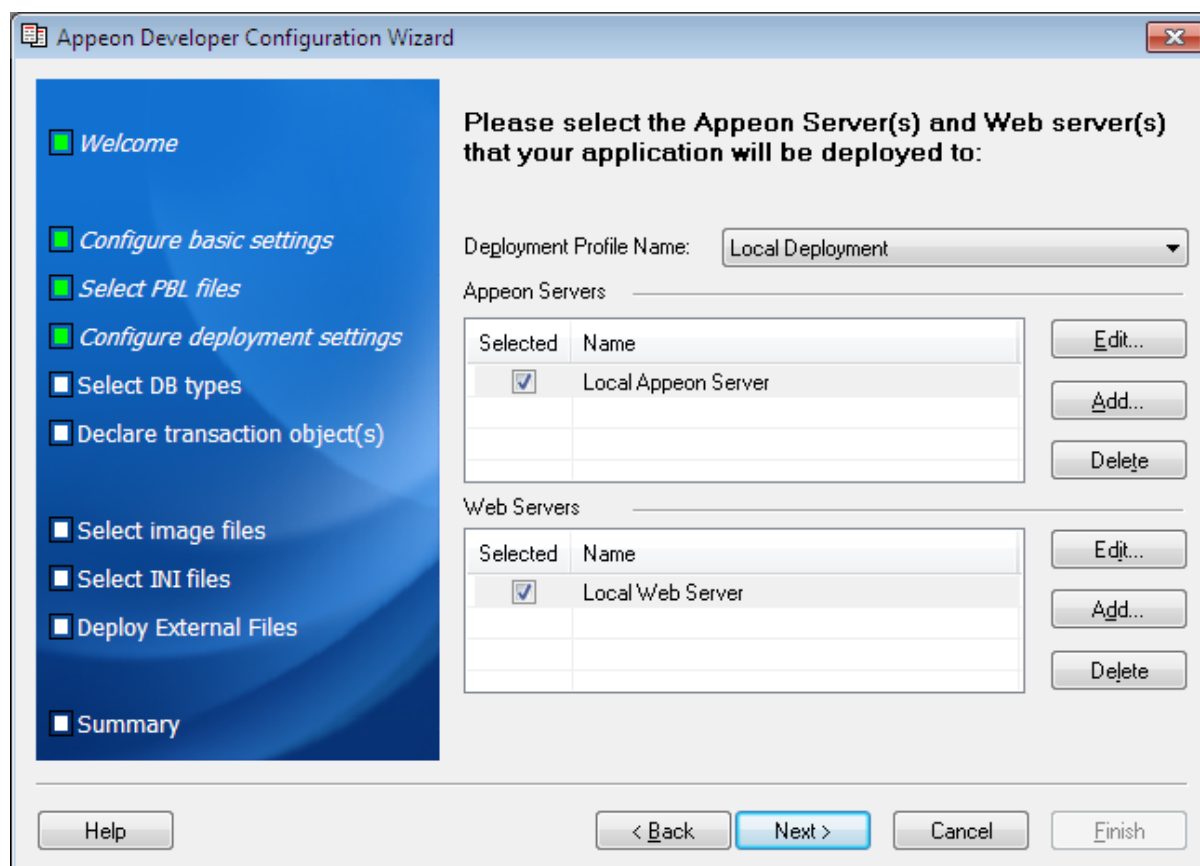 Appeon Developer Configuration Wizard
Welcome
Configure basic settings
Select PBL files
Configure deployment settings
Select DB types
Declare transaction object(s)
Select image files
Select INI files
Deploy External Files
Summary
Please select the Appeon Server(s) and Web server(s)
that your application will be deployed to:
Deployment Profile Name: Local Deployment
Appeon Servers
Selected Name
Local Appeon Server
Edit...
Add...
Delete
Web Servers
Selected Name
Local Web Server
Edit...
Add...
Delete
Help < Back Next > Cancel Finish